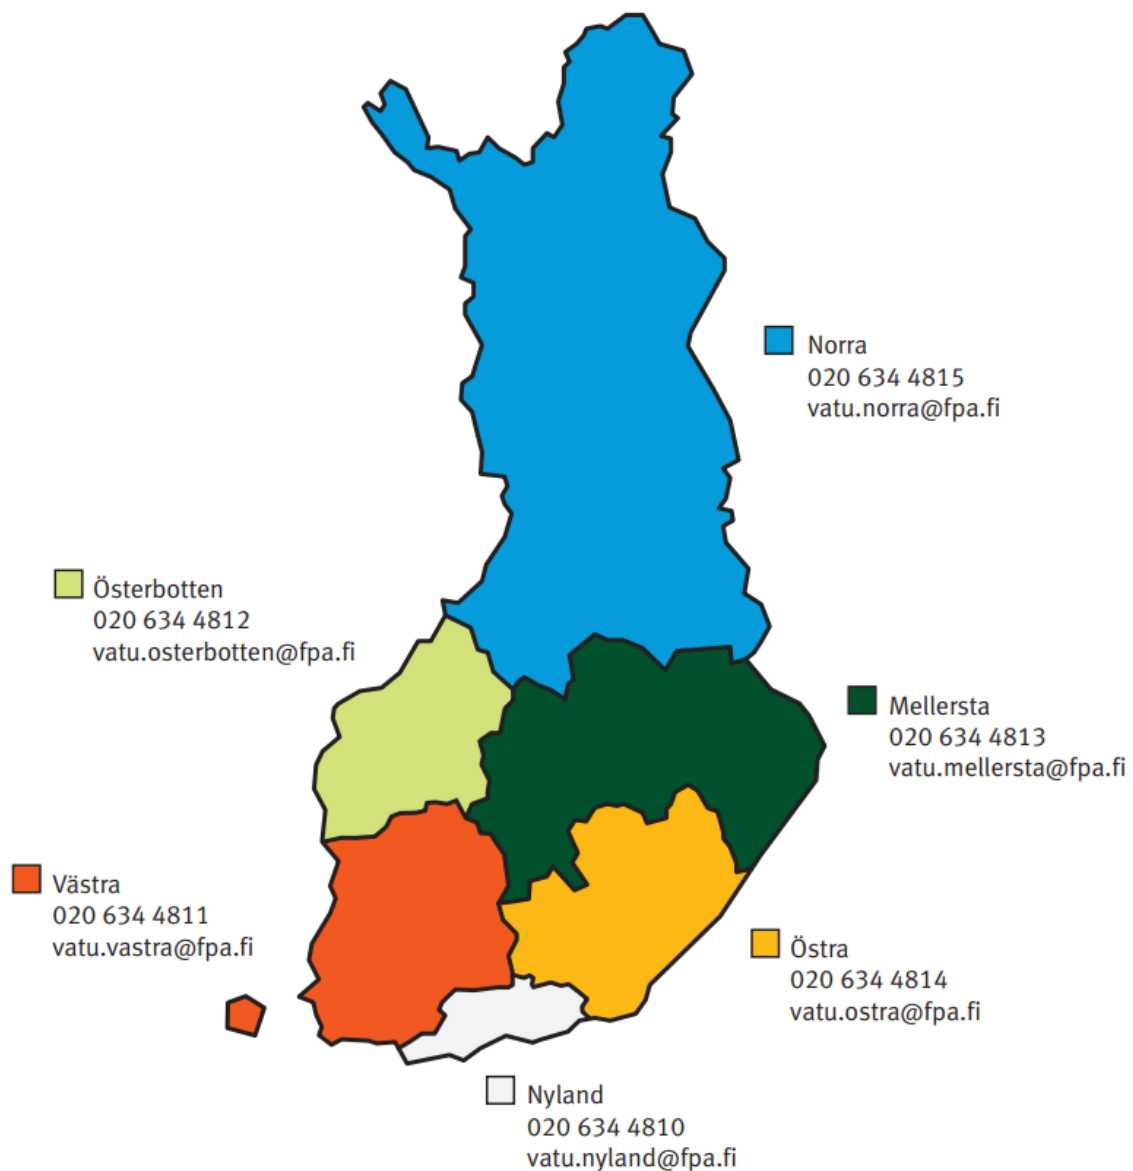 Norra
020 634 4815
vatu.norra@fpa.fi
Österbotten
020 634 4812
vatu.osterbotten@fpa.fi
Mellersta
020 634 4813
vatu.mellersta@fpa.fi
Västra
020 634 4811
vatu.vastra@fpa.fi
Östra
020 634 4814
vatu.ostra@fpa.fi
Nyland
020 634 4810
vatu.nyland@fpa.fi